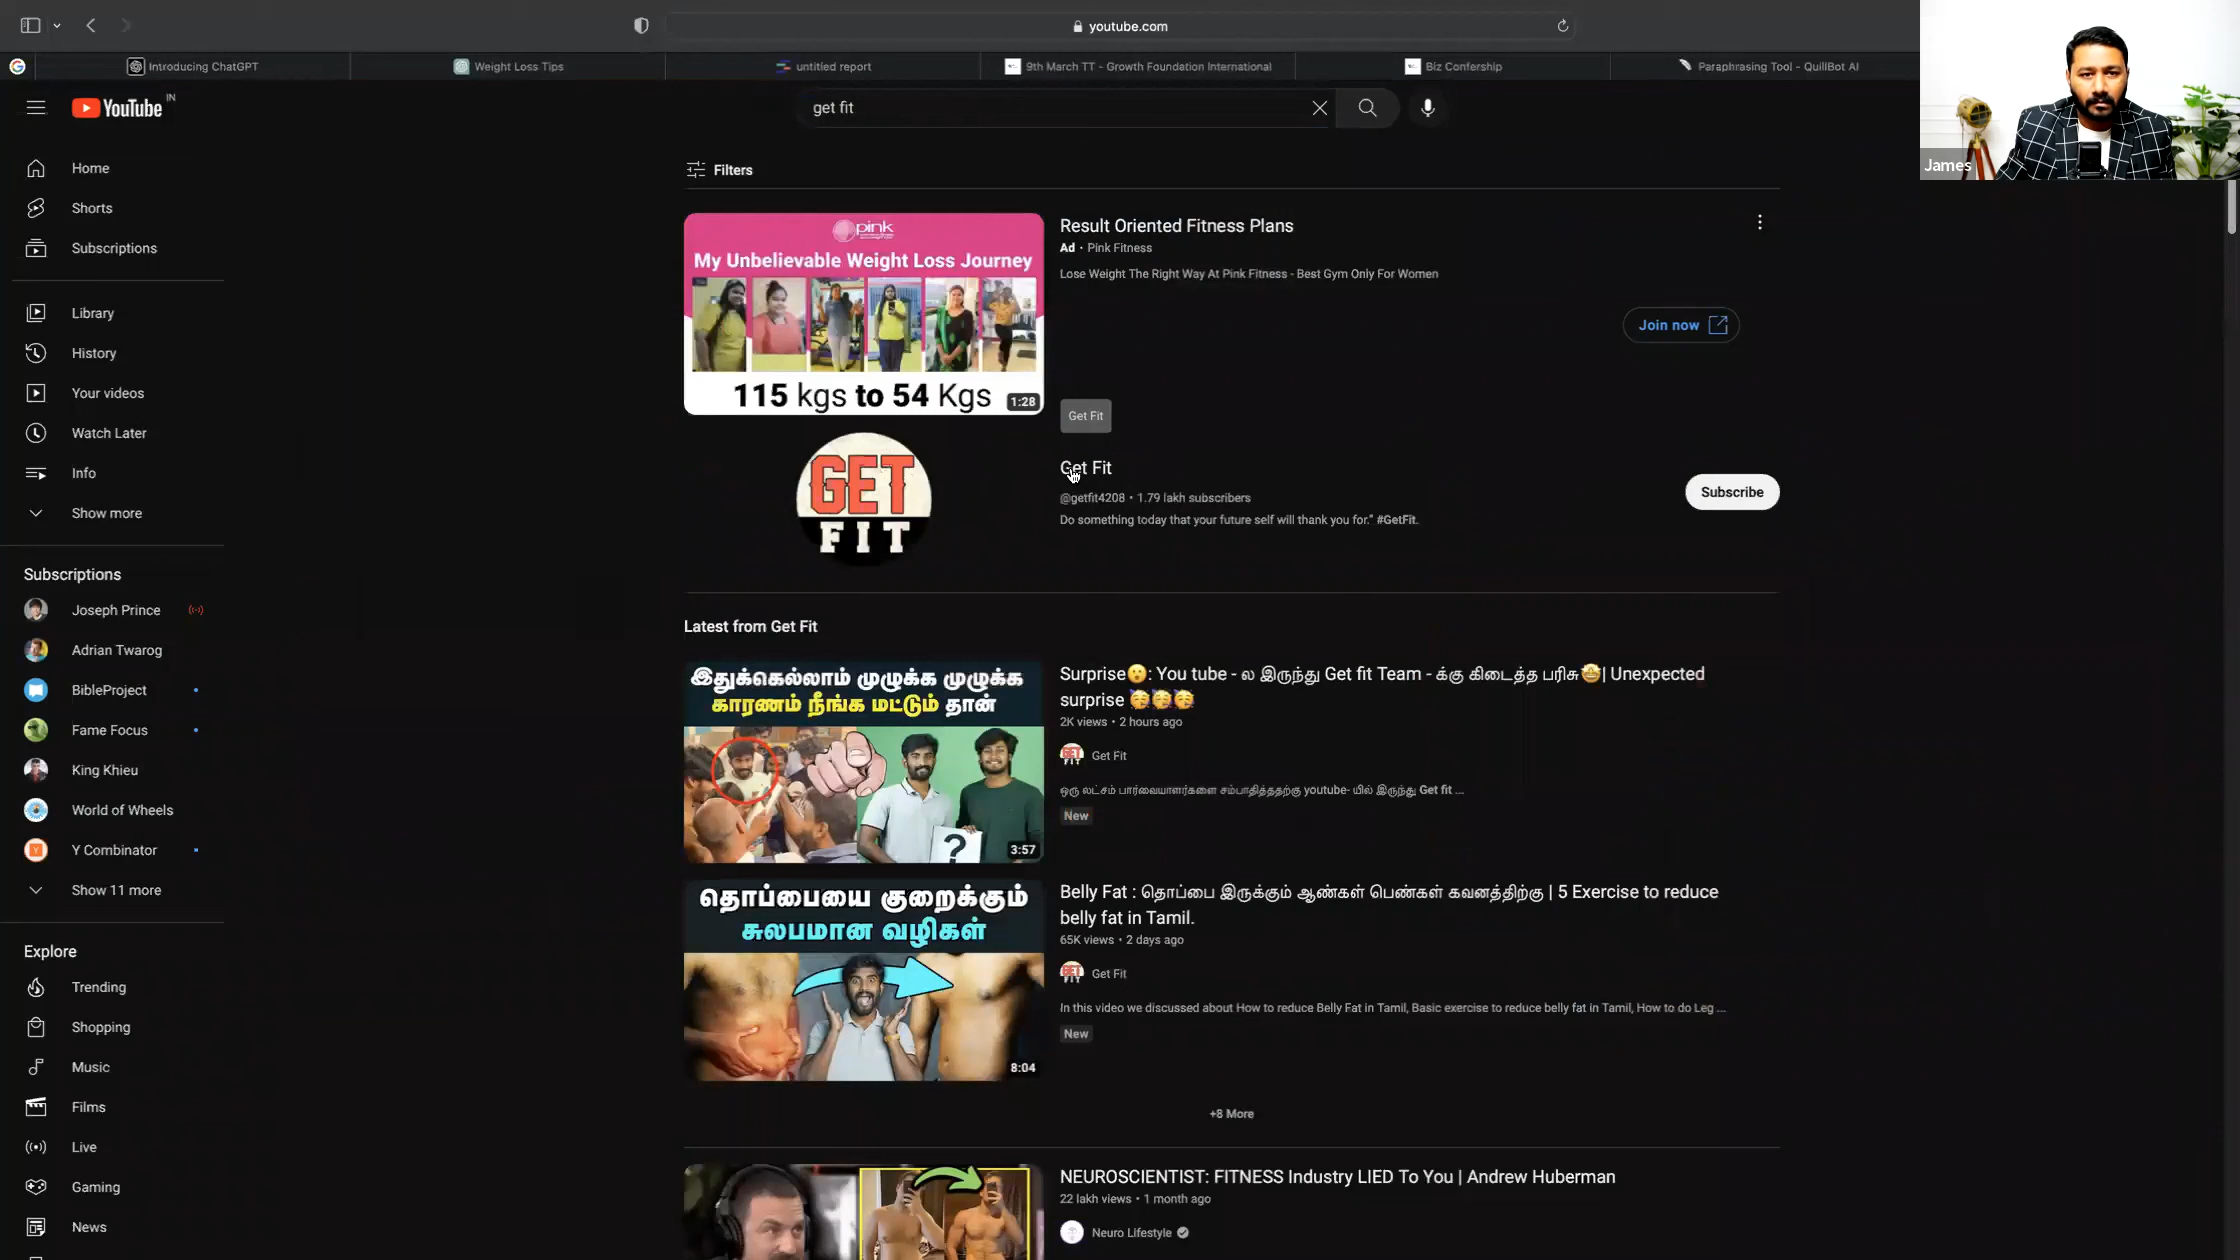 youtube.com
Introducing ChatGPT
Weight Loss Tips
untitled report
9th March TT - Growth Foundation International
Biz Confership
Paraphrasing Tool - QuillBot AI
James
YouTube IN
get fit
Home
Shorts
Subscriptions
Library
History
Your videos
Watch Later
Info
Show more
Subscriptions
Joseph Prince
Adrian Twarog
BibleProject
Fame Focus
King Khieu
World of Wheels
Y Combinator
Show 11 more
Explore
Trending
Shopping
Music
Films
Live
Gaming
News
Filters
pink
My Unbelievable Weight Loss Journey
115 kgs to 54 Kgs
1:28
Result Oriented Fitness Plans
Ad • Pink Fitness
Lose Weight The Right Way At Pink Fitness - Best Gym Only For Women
Join now
Get Fit
GET
FIT
Get Fit
@getfit4208 • 1.79 lakh subscribers
Do something today that your future self will thank you for.” #GetFit.
Subscribe
Latest from Get Fit
இதுக்கெல்லாம் முழுக்க முழுக்க
காரணம் நீங்க மட்டும் தான்
?
3:57
Surprise😮: You tube - ல இருந்து Get fit Team - க்கு கிடைத்த பரிசு🤩| Unexpected
surprise 🥳🥳🥳
2K views • 2 hours ago
Get Fit
ஒரு லட்சம் பார்வையாளர்களை சம்பாதித்ததற்கு youtube- யில் இருந்து Get fit ...
New
தொப்பையை குறைக்கும்
சுலபமான வழிகள்
8:04
Belly Fat : தொப்பை இருக்கும் ஆண்கள் பெண்கள் கவனத்திற்கு | 5 Exercise to reduce
belly fat in Tamil.
65K views • 2 days ago
Get Fit
In this video we discussed about How to reduce Belly Fat in Tamil, Basic exercise to reduce belly fat in Tamil, How to do Leg ...
New
+8 More
NEUROSCIENTIST: FITNESS Industry LIED To You | Andrew Huberman
22 lakh views • 1 month ago
Neuro Lifestyle